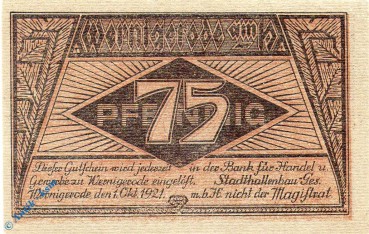 Wernigerode
75
PFENNIG
Dieser Gutschein wird jederzeit in der Bank für Handel u.
Gewerbe zu Wernigerode eingelöst. Stadthallenbau Ges.
Wernigerode, den 1. Okt. 1921. m.b.H. nicht der Magistrat